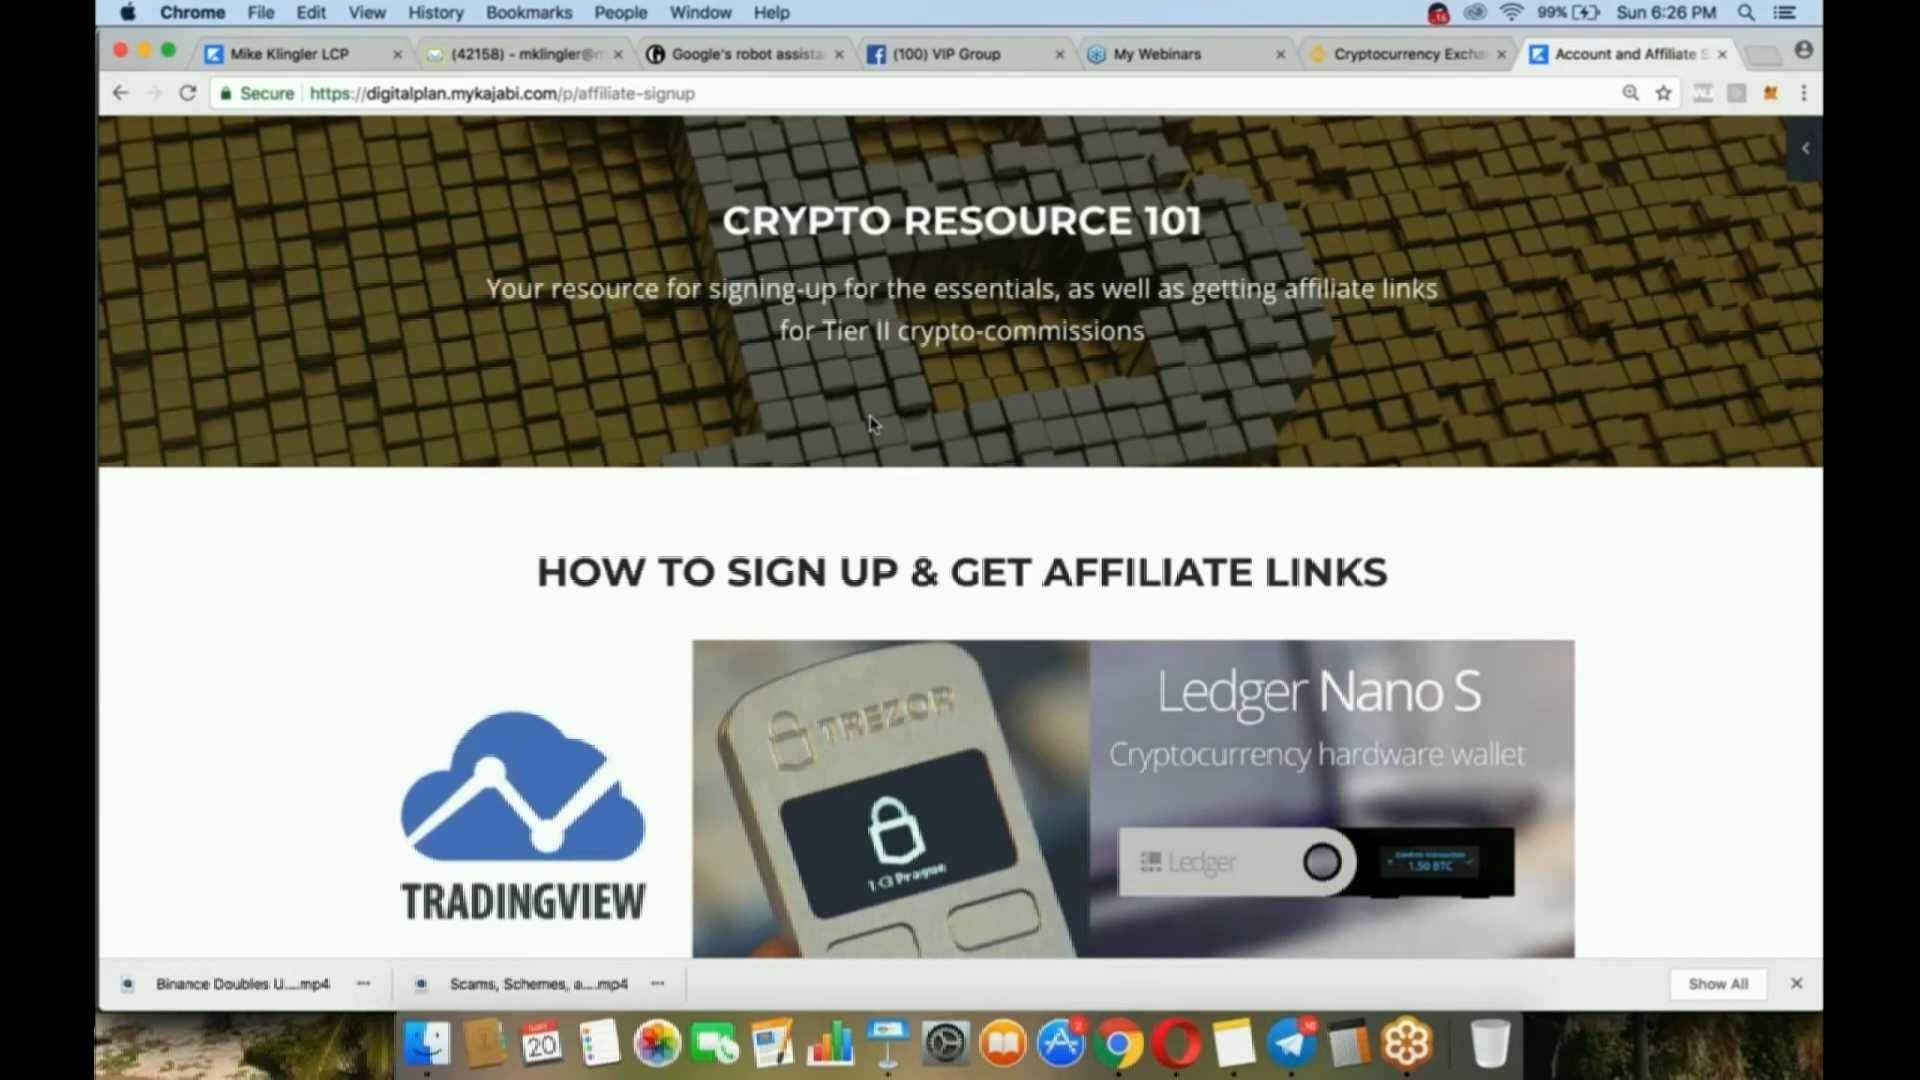 Chrome File Edit View History Bookmarks People Window Help
99% Sun 6:26 PM
Mike Klingler LCP
(42158) - mklingler@
Google's robot assista
(100) VIP Group
My Webinars
Cryptocurrency Excha
Account and Affiliate S
Secure https://digitalplan.mykajabi.com/p/affiliate-signup
CRYPTO RESOURCE 101
Your resource for signing-up for the essentials, as well as getting affiliate links
for Tier II crypto-commissions
HOW TO SIGN UP & GET AFFILIATE LINKS
TRADINGVIEW
TREZOR
Ledger Nano S
Cryptocurrency hardware wallet
Ledger
1.50 BTC
Binance Doubles U....mp4
Scams, Schemes, a....mp4
Show All
20
2